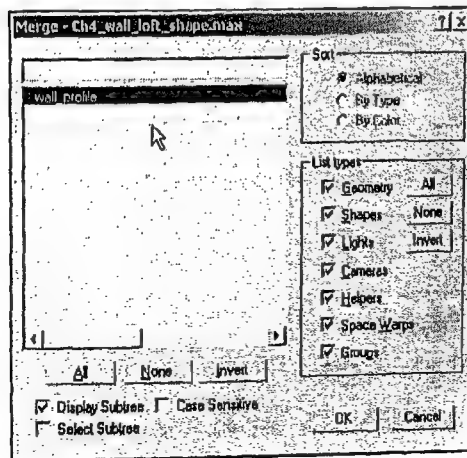 Merge - Ch4_wall_loft_shape.max
wall_profile
All None Invert
Display Subtree Case Sensitive
Select Subtree
Sort
Alphabetical
By Type
By Color
List types
Geometry All
Shapes None
Lights Invert
Cameras
Helpers
Space Warps
Groups
OK Cancel